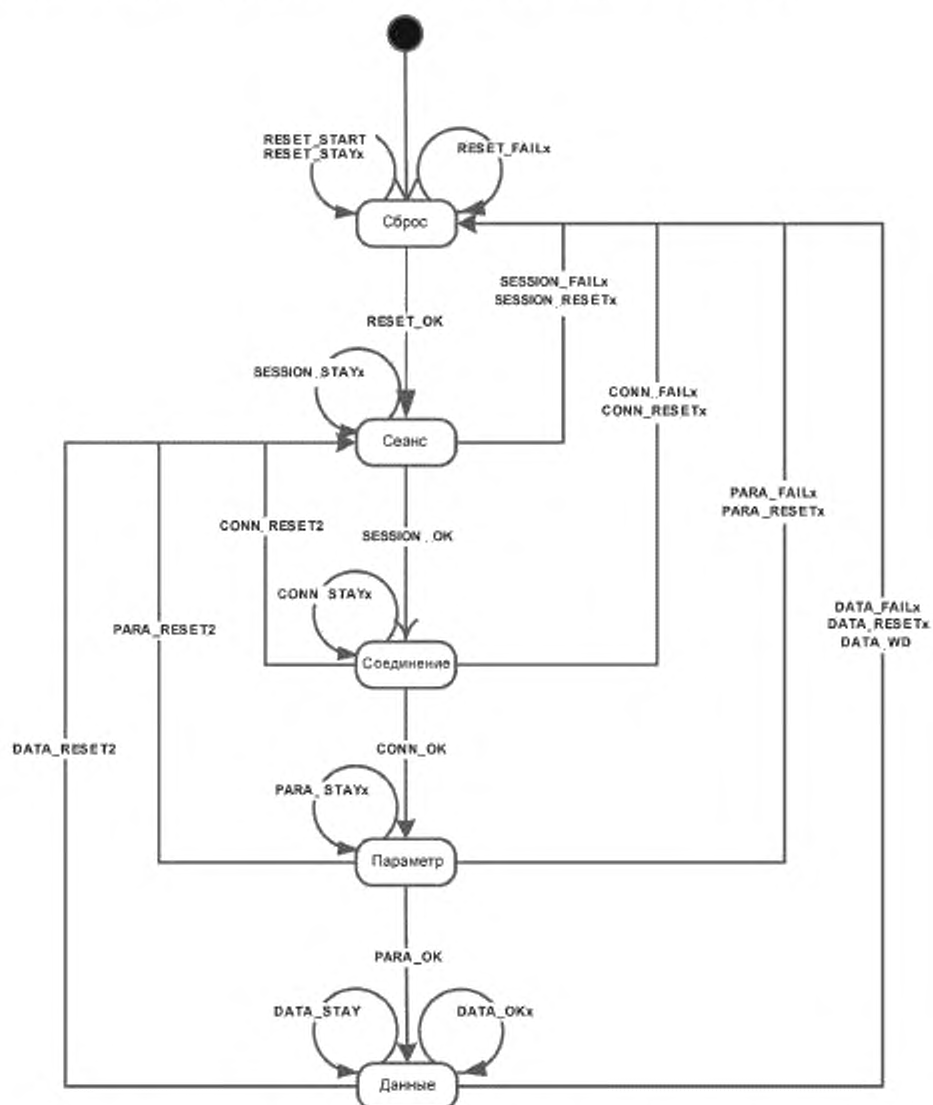 RESET_START
RESET_STAYx
RESET_FAILx
Сброс
SESSION_FAILx
SESSION_RESETx
RESET_OK
SESSION_STAYx
CONN_FAILx
CONN_RESETx
Сеанс
PARA_FAILx
PARA_RESETx
CONN_RESET2
SESSION_OK
CONN_STAYx
DATA_FAILx
DATA_RESETx
DATA_WD
PARA_RESET2
Соединение
DATA_RESET2
CONN_OK
PARA_STAYx
Параметр
PARA_OK
DATA_STAY
DATA_OKx
Данные